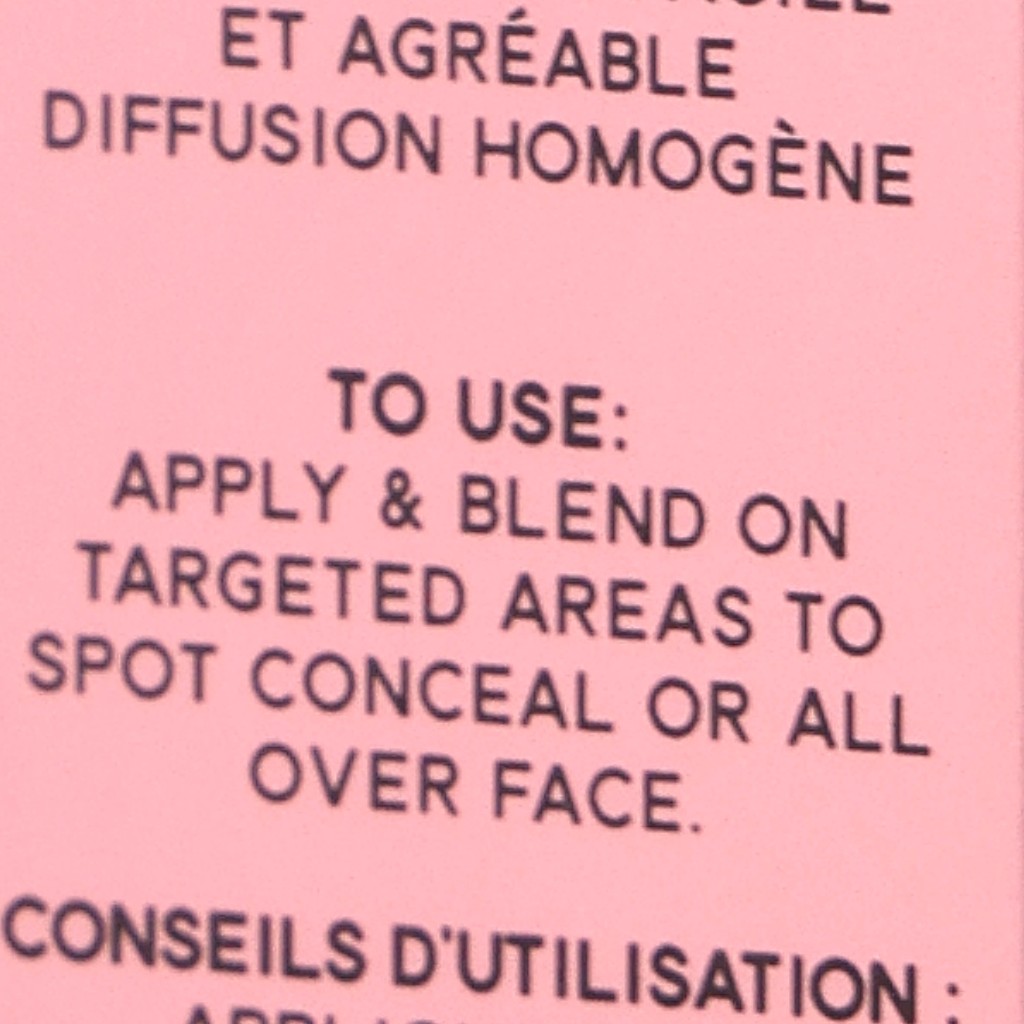 ET AGRÉABLE
DIFFUSION HOMOGÈNE
TO USE:
APPLY & BLEND ON
TARGETED AREAS TO
SPOT CONCEAL OR ALL
OVER FACE.
CONSEILS D'UTILISATION :